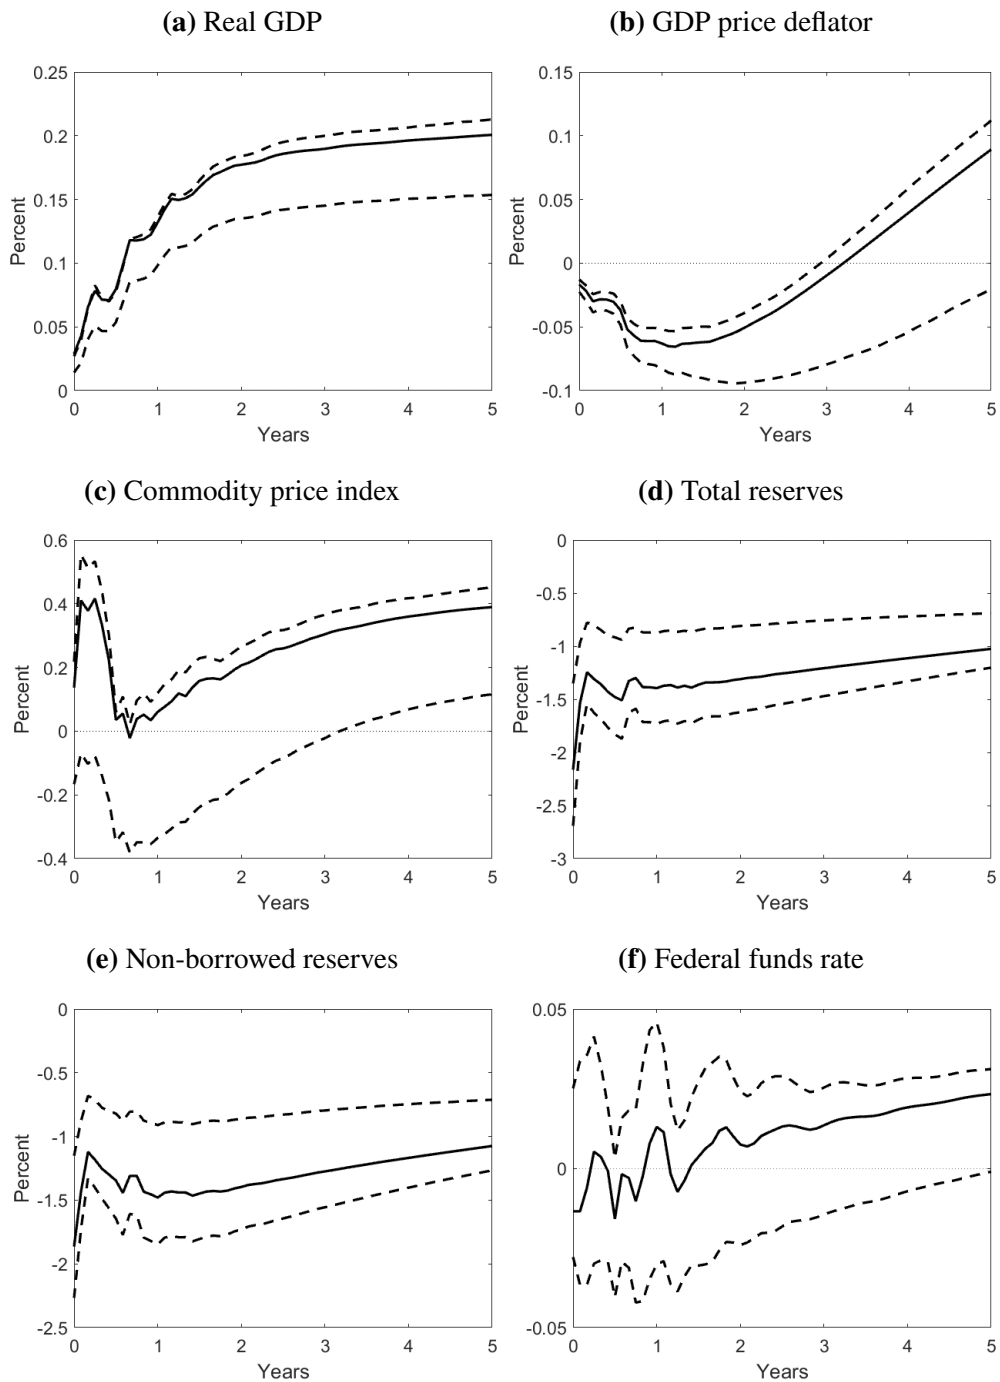 (a) Real GDP
0.25
0.2
0.15
0.1
0.05
0
Percent
0 1 2 3 4 5
Years
(b) GDP price deflator
0.15
0.1
0.05
0
-0.05
-0.1
Percent
0 1 2 3 4 5
Years
(c) Commodity price index
0.6
0.4
0.2
0
-0.2
-0.4
Percent
0 1 2 3 4 5
Years
(d) Total reserves
0
-0.5
-1
-1.5
-2
-2.5
-3
Percent
0 1 2 3 4 5
Years
(e) Non-borrowed reserves
0
-0.5
-1
-1.5
-2
-2.5
Percent
0 1 2 3 4 5
Years
(f) Federal funds rate
0.05
0
-0.05
Percent
0 1 2 3 4 5
Years